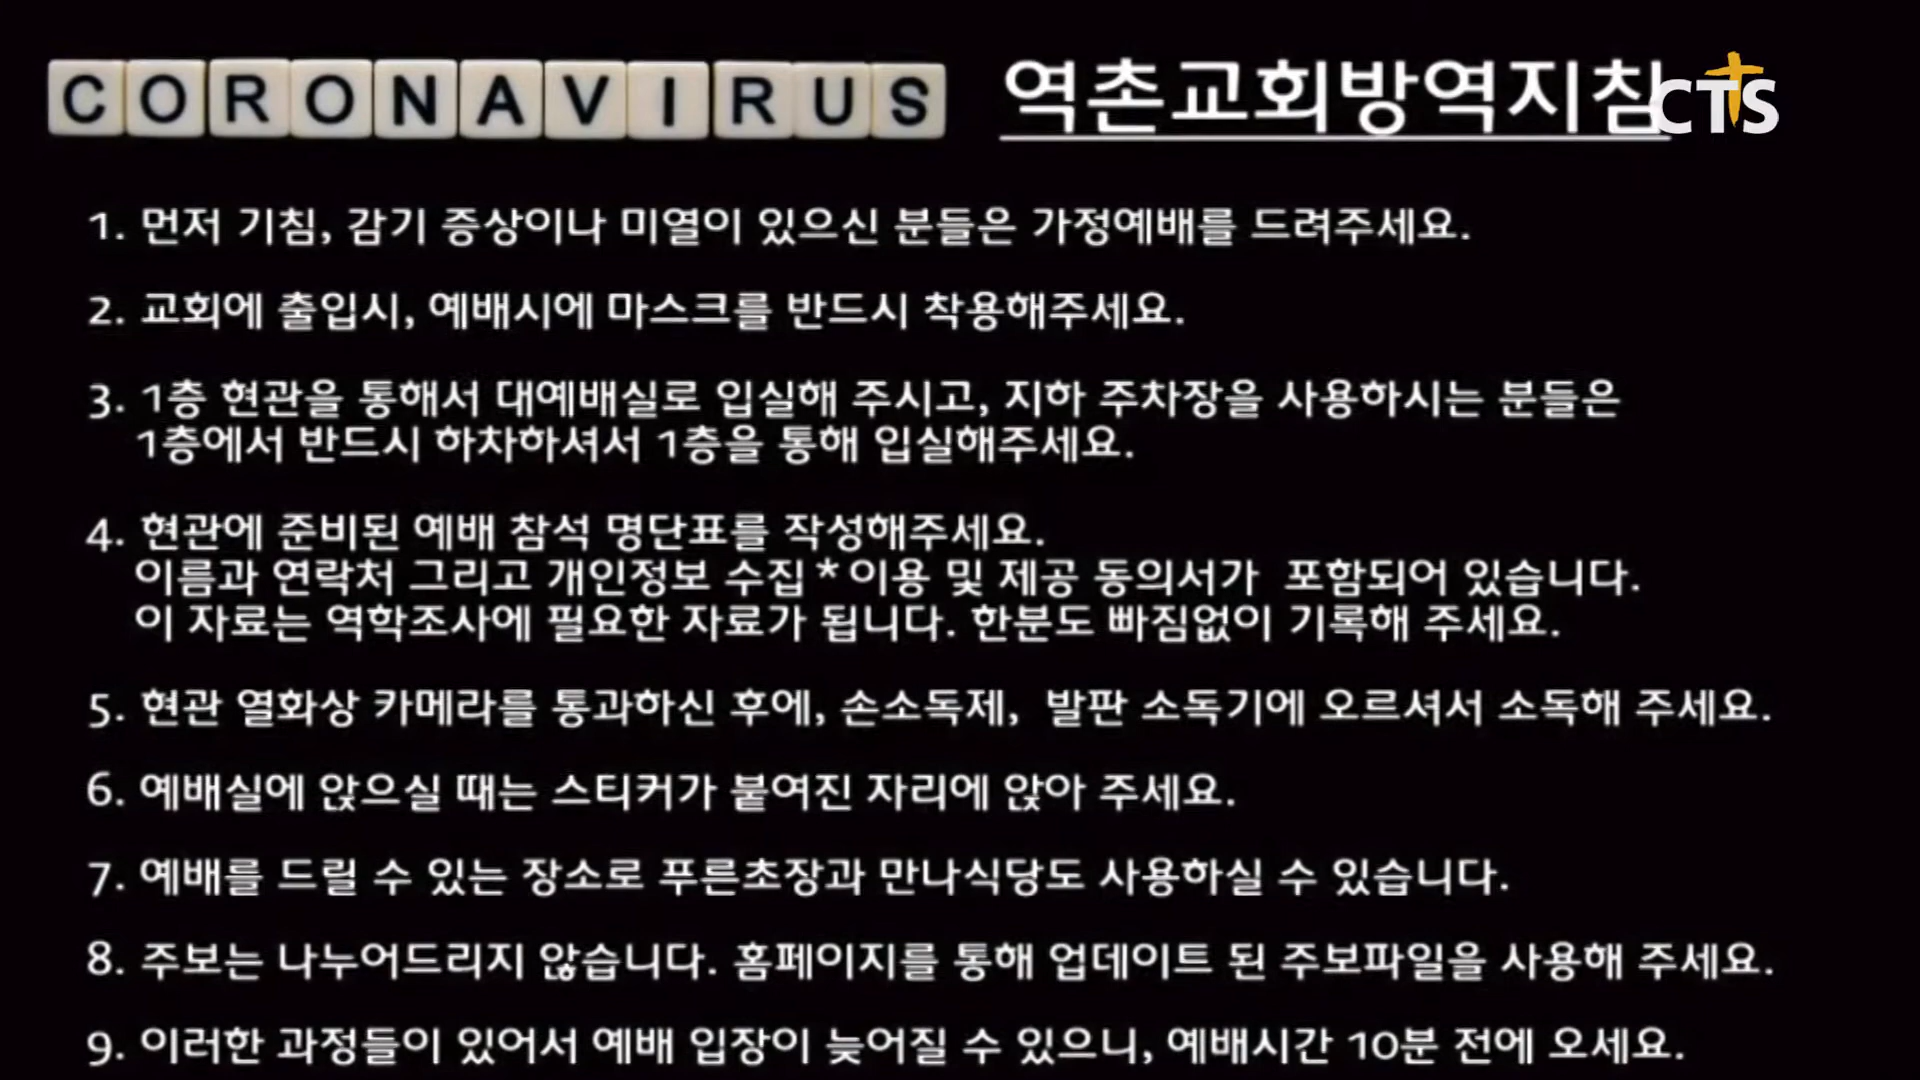 CORONAVIRUS 역촌교회방역지침 CTS
1. 먼저 기침, 감기 증상이나 미열이 있으신 분들은 가정예배를 드려주세요.
2. 교회에 출입시, 예배시에 마스크를 반드시 착용해주세요.
3. 1층 현관을 통해서 대예배실로 입실해 주시고, 지하 주차장을 사용하시는 분들은
1층에서 반드시 하차하셔서 1층을 통해 입실해주세요.
4. 현관에 준비된 예배 참석 명단표를 작성해주세요.
이름과 연락처 그리고 개인정보 수집*이용 및 제공 동의서가 포함되어 있습니다.
이 자료는 역학조사에 필요한 자료가 됩니다. 한분도 빠짐없이 기록해 주세요.
5. 현관 열화상 카메라를 통과하신 후에, 손소독제, 발판 소독기에 오르셔서 소독해 주세요.
6. 예배실에 앉으실 때는 스티커가 붙여진 자리에 앉아 주세요.
7. 예배를 드릴 수 있는 장소로 푸른초장과 만나식당도 사용하실 수 있습니다.
8. 주보는 나누어드리지 않습니다. 홈페이지를 통해 업데이트 된 주보파일을 사용해 주세요.
9. 이러한 과정들이 있어서 예배 입장이 늦어질 수 있으니, 예배시간 10분 전에 오세요.